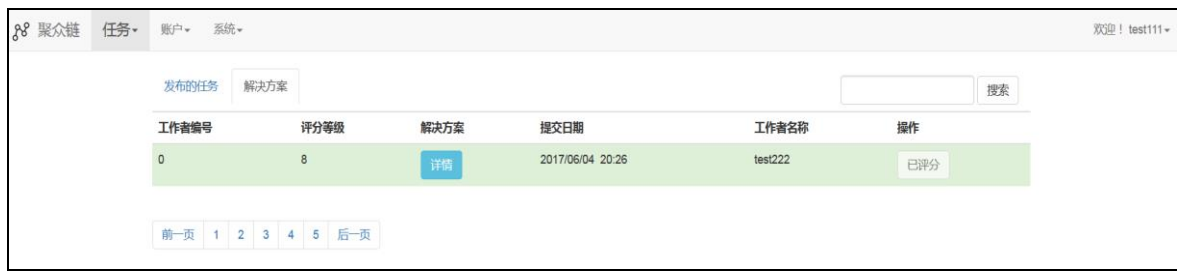 聚众链 任务 账户 系统 欢迎！test111
发布的任务 解决方案 搜索
工作者编号 评分等级 解决方案 提交日期 工作者名称 操作
0 8 详情 2017/06/04 20:26 test222 已评分
前一页 1 2 3 4 5 后一页